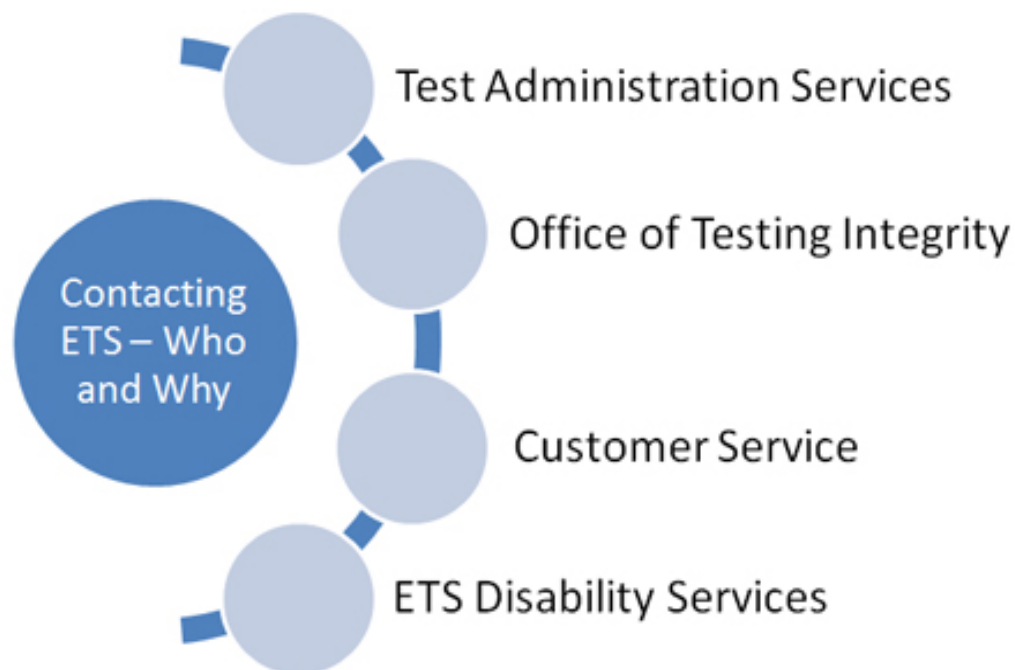 Test Administration Services
Office of Testing Integrity
Contacting
ETS – Who
and Why
Customer Service
ETS Disability Services